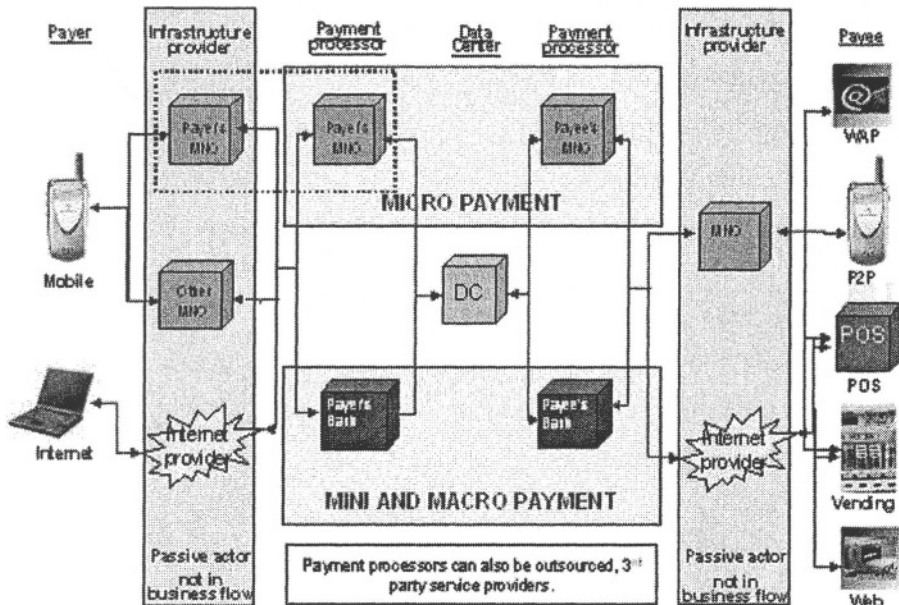 Payer
Infrastructure
provider
Payment
processor
Data
Center
Payment
processor
Infrastructure
provider
Payee
Payer's
MNO
Payer's
MNO
Payee's
MNO
WAP
MICRO PAYMENT
Mobile
Other
MNO
DC
MNO
P2P
POS
POS
Internet
Internet
provider
Payer's
Bank
Payee's
Bank
Internet
provider
Vending
MINI AND MACRO PAYMENT
Passive actor
not in
business flow
Payment processors can also be outsourced, 3rd
party service providers.
Passive actor
not in
business flow
Web